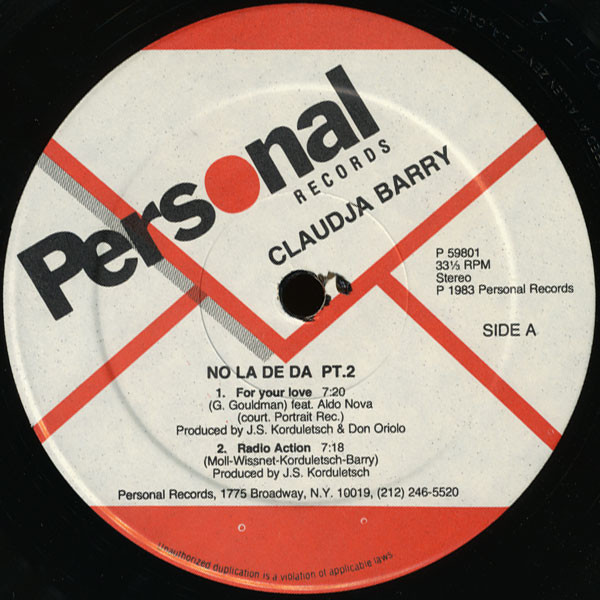 Personal
RECORDS
CLAUDJA BARRY
P 59801
33⅓ RPM
Stereo
P 1983 Personal Records
SIDE A
NO LA DE DA PT.2
1. For your love 7:20
(G. Gouldman) feat. Aldo Nova
(court. Portrait Rec.)
Produced by J.S. Korduletsch & Don Oriolo
2. Radio Action 7:18
(Moll-Wissnet-Korduletsch-Barry)
Produced by J.S. Korduletsch
Personal Records, 1775 Broadway, N.Y. 10019, (212) 246-5520
Unauthorized duplication is a violation of applicable laws